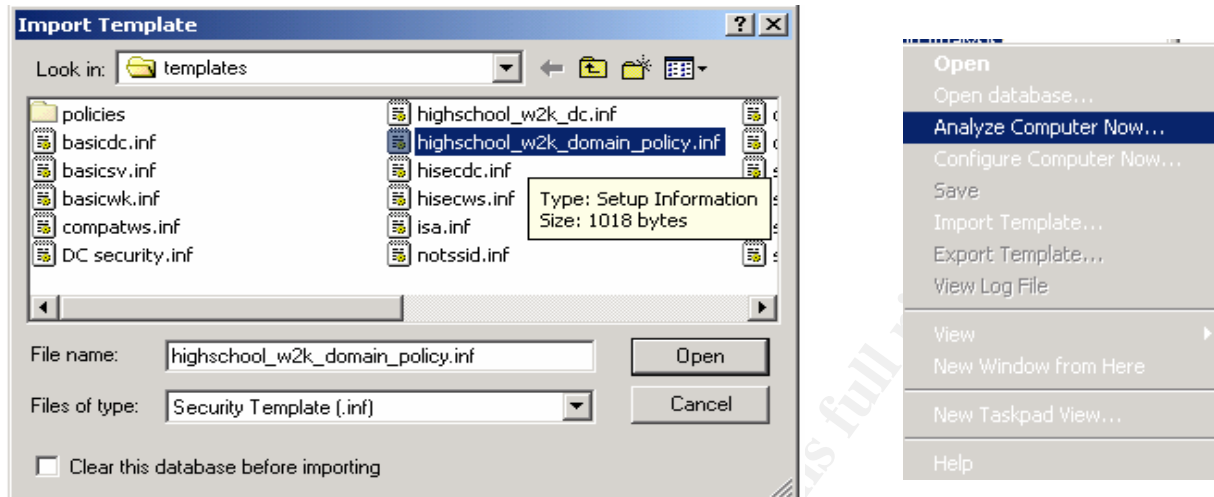 Import Template
Look in: templates
policies
basicdc.inf
basicsv.inf
basicwk.inf
compatws.inf
DC security.inf
highschool_w2k_dc.inf
highschool_w2k_domain_policy.inf
hisecdc.inf
hisecws.inf
isa.inf
notssid.inf
Type: Setup Information
Size: 1018 bytes
File name: highschool_w2k_domain_policy.inf
Open
Files of type: Security Template (.inf)
Cancel
Clear this database before importing
Open
Open database...
Analyze Computer Now...
Configure Computer Now...
Save
Import Template...
Export Template...
View Log File
View
New Window from Here
New Taskpad View...
Help